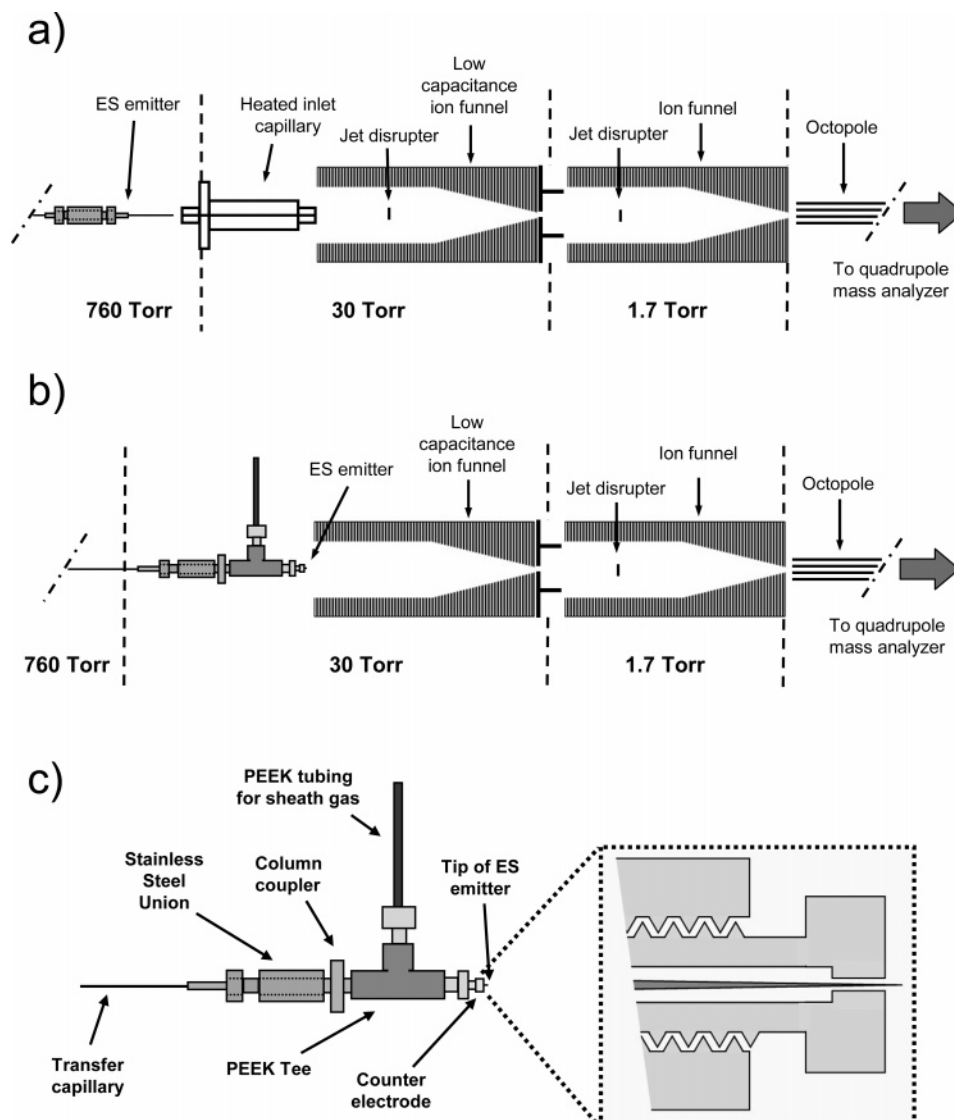 a)
Low
capacitance
ion funnel
ES emitter
Heated inlet
capillary
Jet disrupter
Jet disrupter
Ion funnel
Octopole
To quadrupole
mass analyzer
760 Torr
30 Torr
1.7 Torr
b)
Low
capacitance
ion funnel
ES emitter
Jet disrupter
Ion funnel
Octopole
To quadrupole
mass analyzer
760 Torr
30 Torr
1.7 Torr
c)
PEEK tubing
for sheath gas
Stainless
Steel
Union
Column
coupler
Tip of ES
emitter
Transfer
capillary
PEEK Tee
Counter
electrode